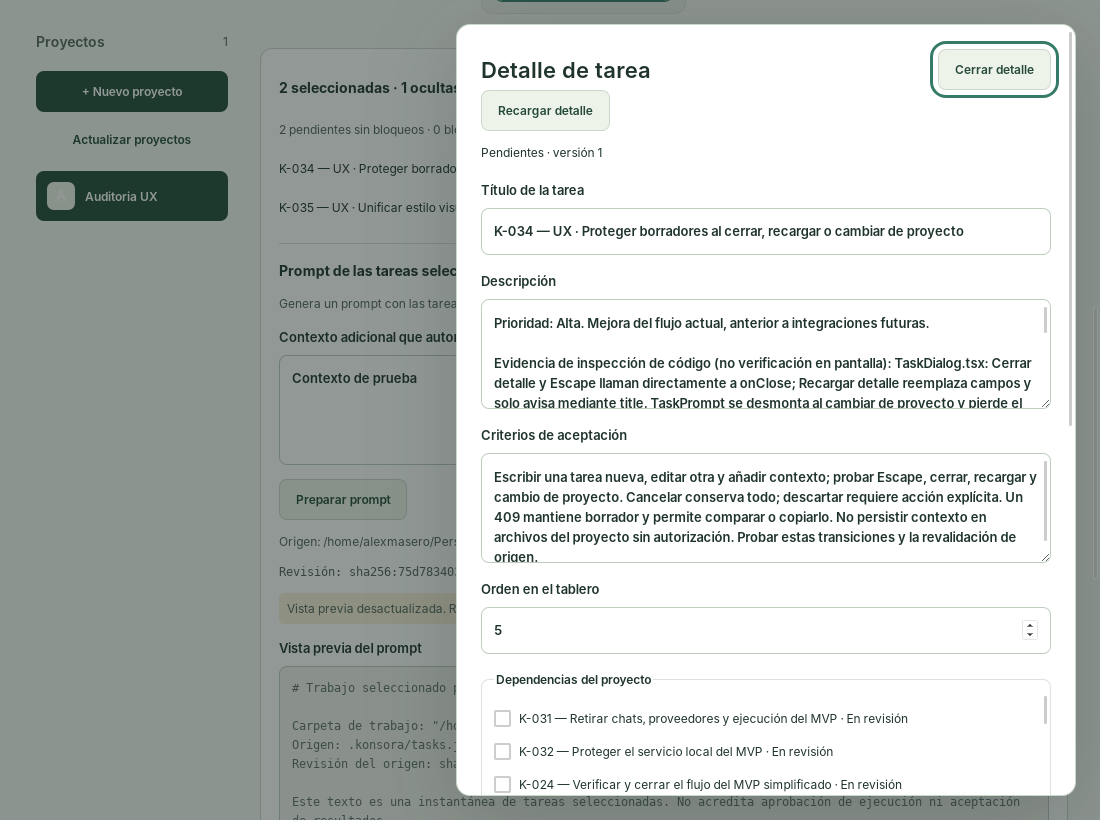 Proyectos
1
+ Nuevo proyecto
Actualizar proyectos
Auditoria UX
2 seleccionadas · 1 ocultas
2 pendientes sin bloqueos · 0 blo
K-034 — UX · Proteger borrado
K-035 — UX · Unificar estilo vis
Prompt de las tareas selec
Genera un prompt con las tarea
Contexto adicional que autor
Contexto de prueba
Preparar prompt
Origen: /home/alexmasero/Pers
Revisión: sha256:75d783402
Vista previa desactualizada. R
Vista previa del prompt
# Trabajo seleccionado p
Carpeta de trabajo: "/ho
Origen: .konsora/tasks.j
Revisión del origen: sha
Este texto es una instantánea de tareas seleccionadas. No acredita aprobación de ejecución ni aceptación
de resultados.
Detalle de tarea
Cerrar detalle
Recargar detalle
Pendientes · versión 1
Título de la tarea
K-034 — UX · Proteger borradores al cerrar, recargar o cambiar de proyecto
Descripción
Prioridad: Alta. Mejora del flujo actual, anterior a integraciones futuras.
Evidencia de inspección de código (no verificación en pantalla): TaskDialog.tsx: Cerrar
detalle y Escape llaman directamente a onClose; Recargar detalle reemplaza campos y
solo avisa mediante title. TaskPrompt se desmonta al cambiar de proyecto y pierde el
Criterios de aceptación
Escribir una tarea nueva, editar otra y añadir contexto; probar Escape, cerrar, recargar y
cambio de proyecto. Cancelar conserva todo; descartar requiere acción explícita. Un
409 mantiene borrador y permite comparar o copiarlo. No persistir contexto en
archivos del proyecto sin autorización. Probar estas transiciones y la revalidación de
origen.
Orden en el tablero
5
Dependencias del proyecto
K-031 — Retirar chats, proveedores y ejecución del MVP · En revisión
K-032 — Proteger el servicio local del MVP · En revisión
K-024 — Verificar y cerrar el flujo del MVP simplificado · En revisión